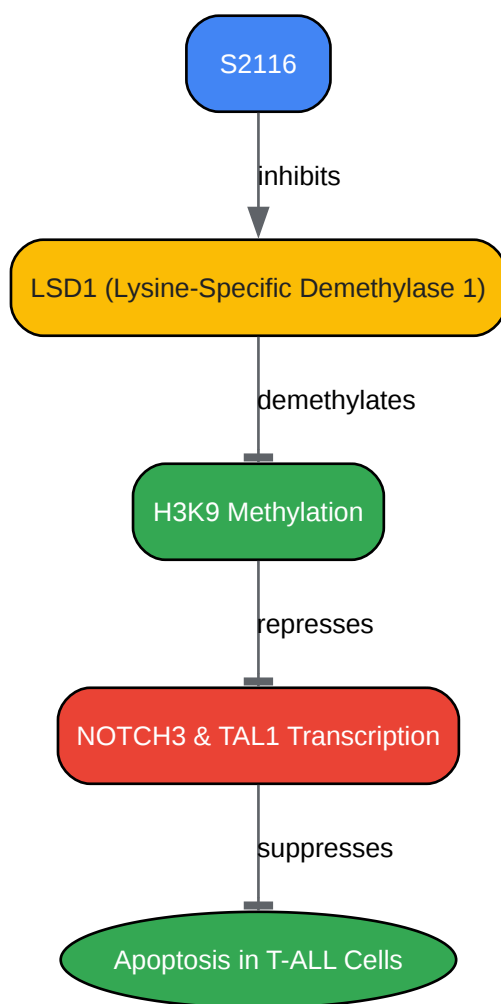 S2116
inhibits
LSD1 (Lysine-Specific Demethylase 1)
demethylates
H3K9 Methylation
represses
NOTCH3 & TAL1 Transcription
suppresses
Apoptosis in T-ALL Cells